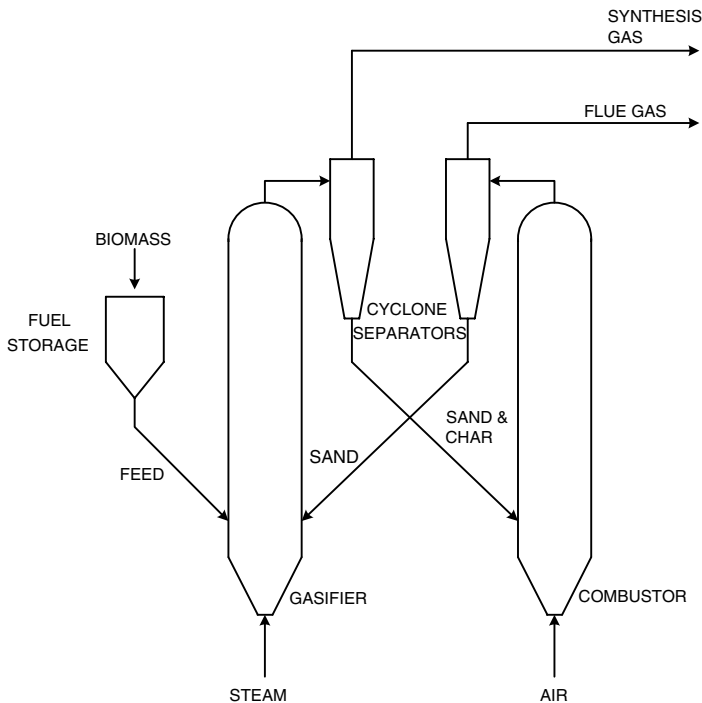 SYNTHESIS
GAS
FLUE GAS
BIOMASS
FUEL
STORAGE
CYCLONE
SEPARATORS
SAND &
CHAR
SAND
FEED
GASIFIER
COMBUSTOR
STEAM
AIR